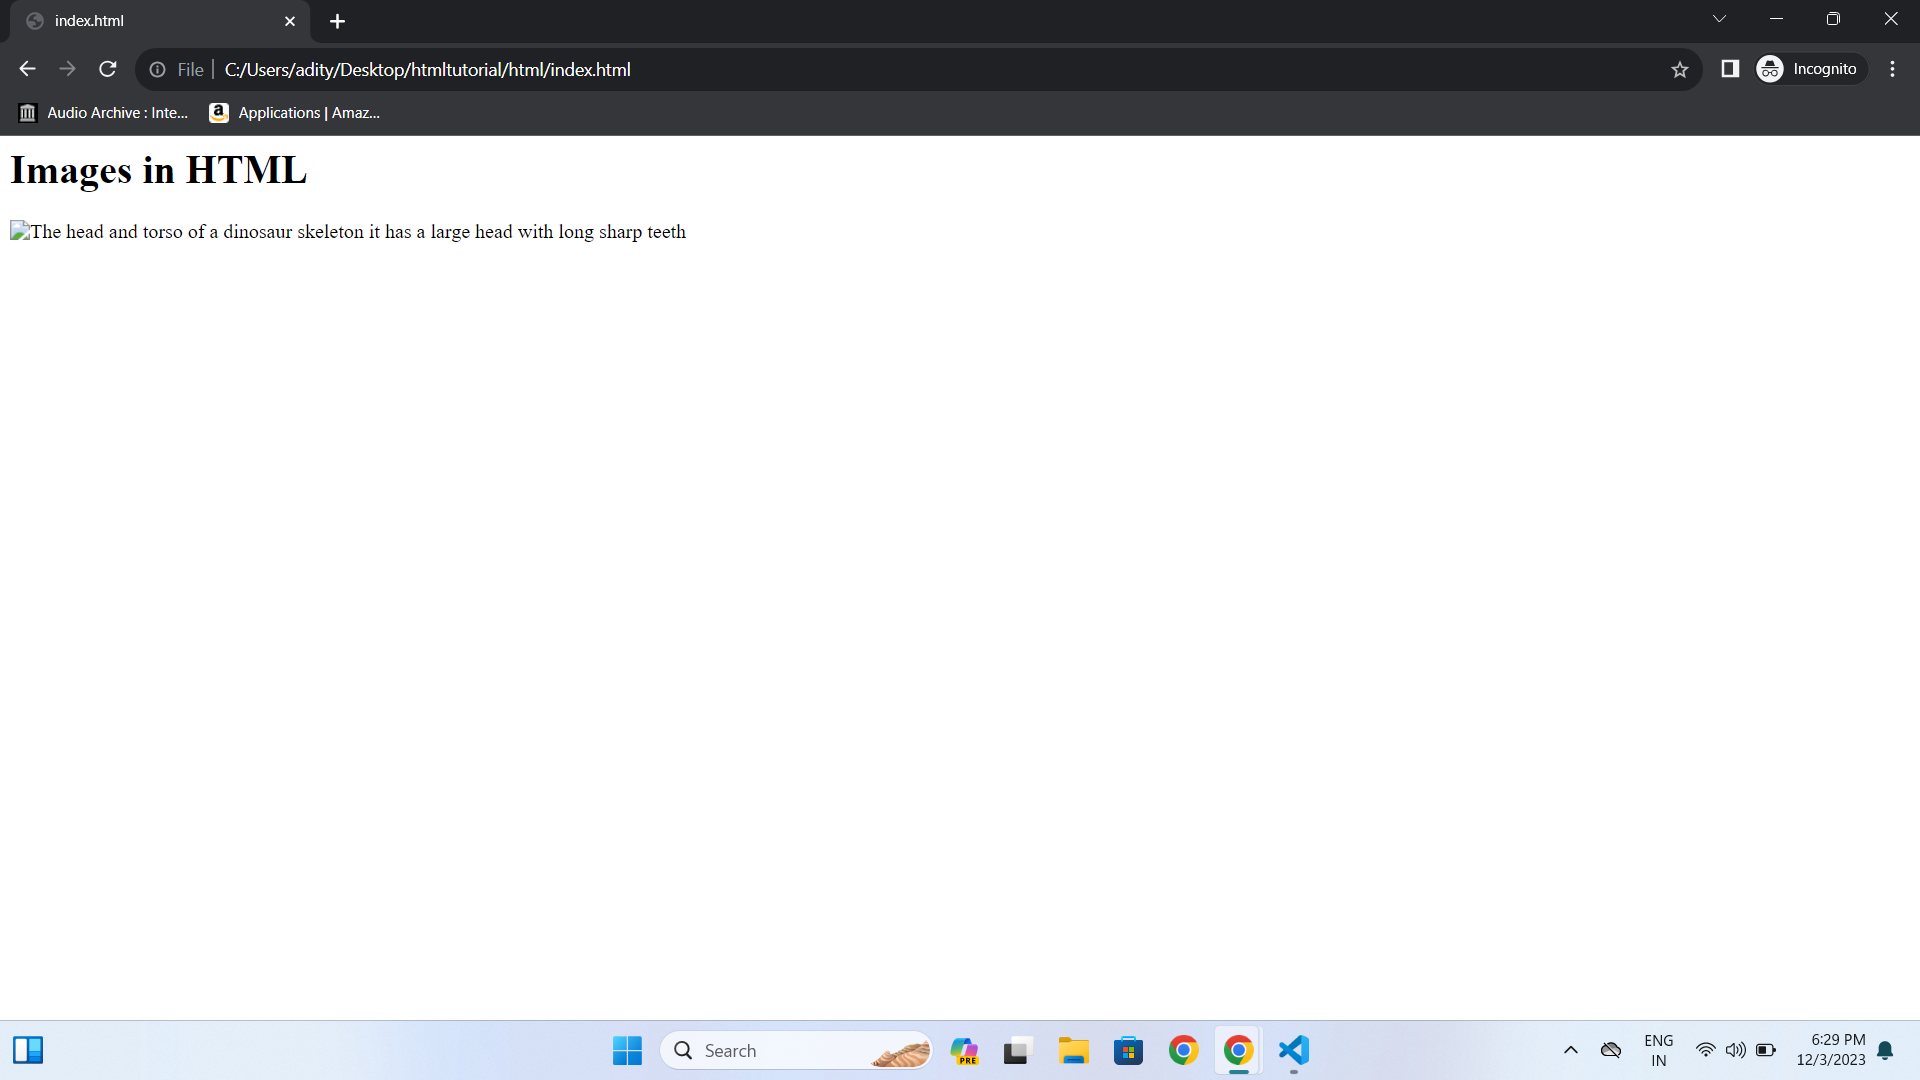 index.html
File
C:/Users/adity/Desktop/htmltutorial/html/index.html
Incognito
Audio Archive : Inte...
Applications | Amaz...
Images in HTML
The head and torso of a dinosaur skeleton it has a large head with long sharp teeth
Search
PRE
ENG
IN
6:29 PM
12/3/2023